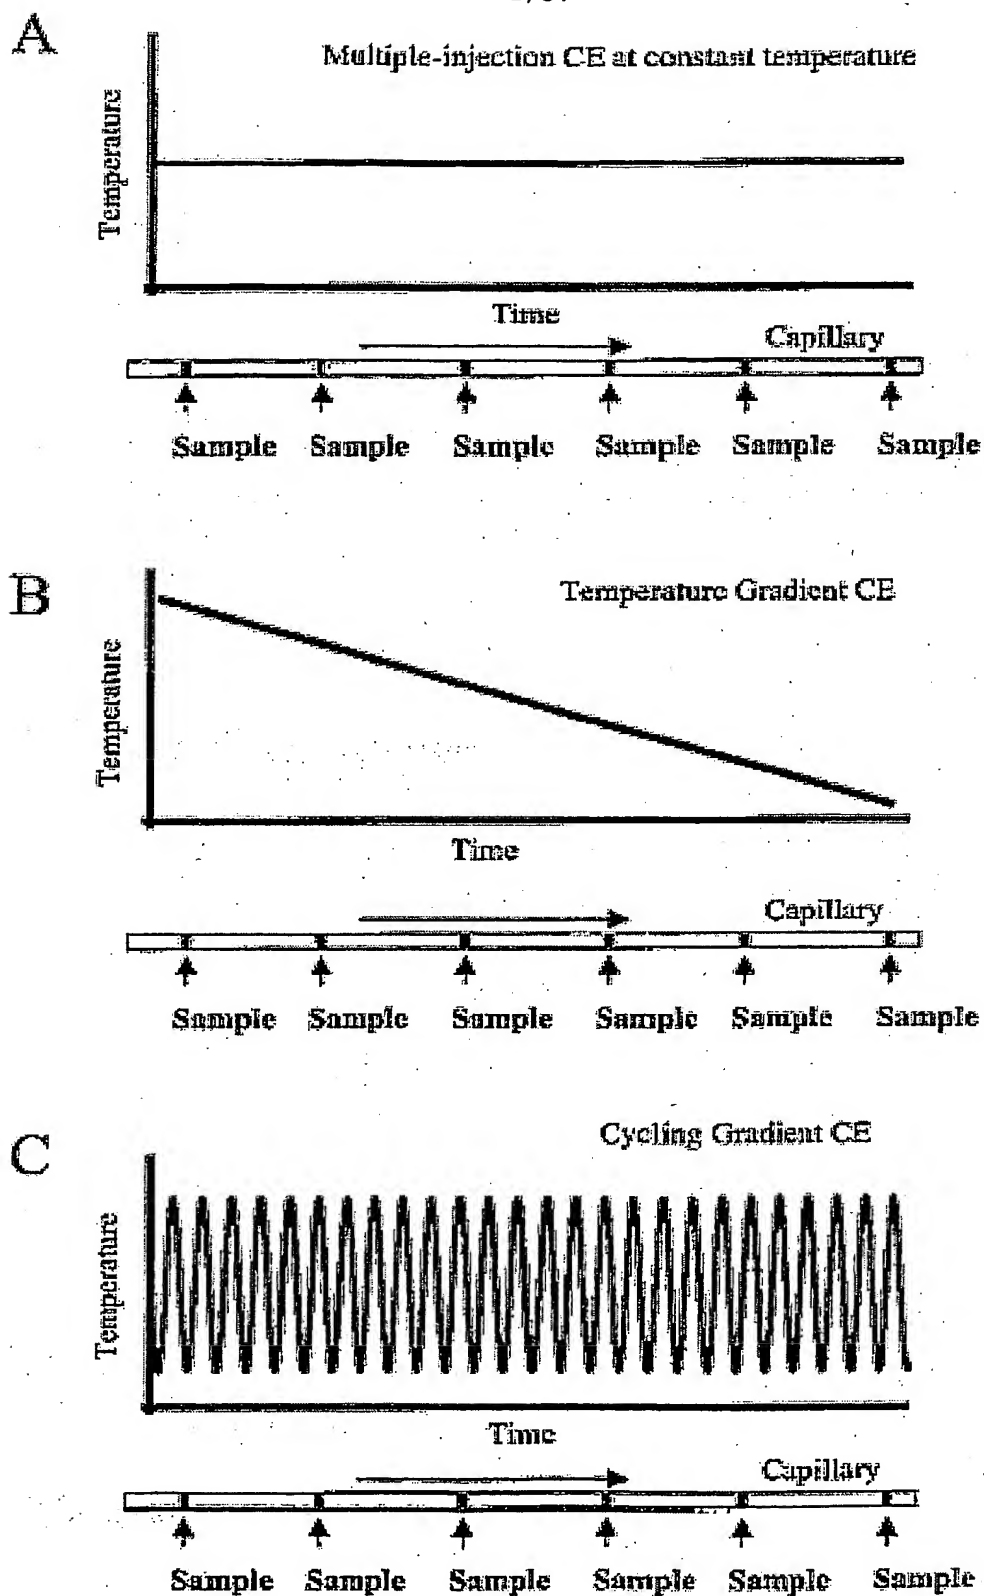 A
Multiple-injection CE at constant temperature
Temperature
Time
Capillary
Sample Sample Sample Sample Sample Sample
B
Temperature Gradient CE
Temperature
Time
Capillary
Sample Sample Sample Sample Sample Sample
C
Cycling Gradient CE
Temperature
Time
Capillary
Sample Sample Sample Sample Sample Sample